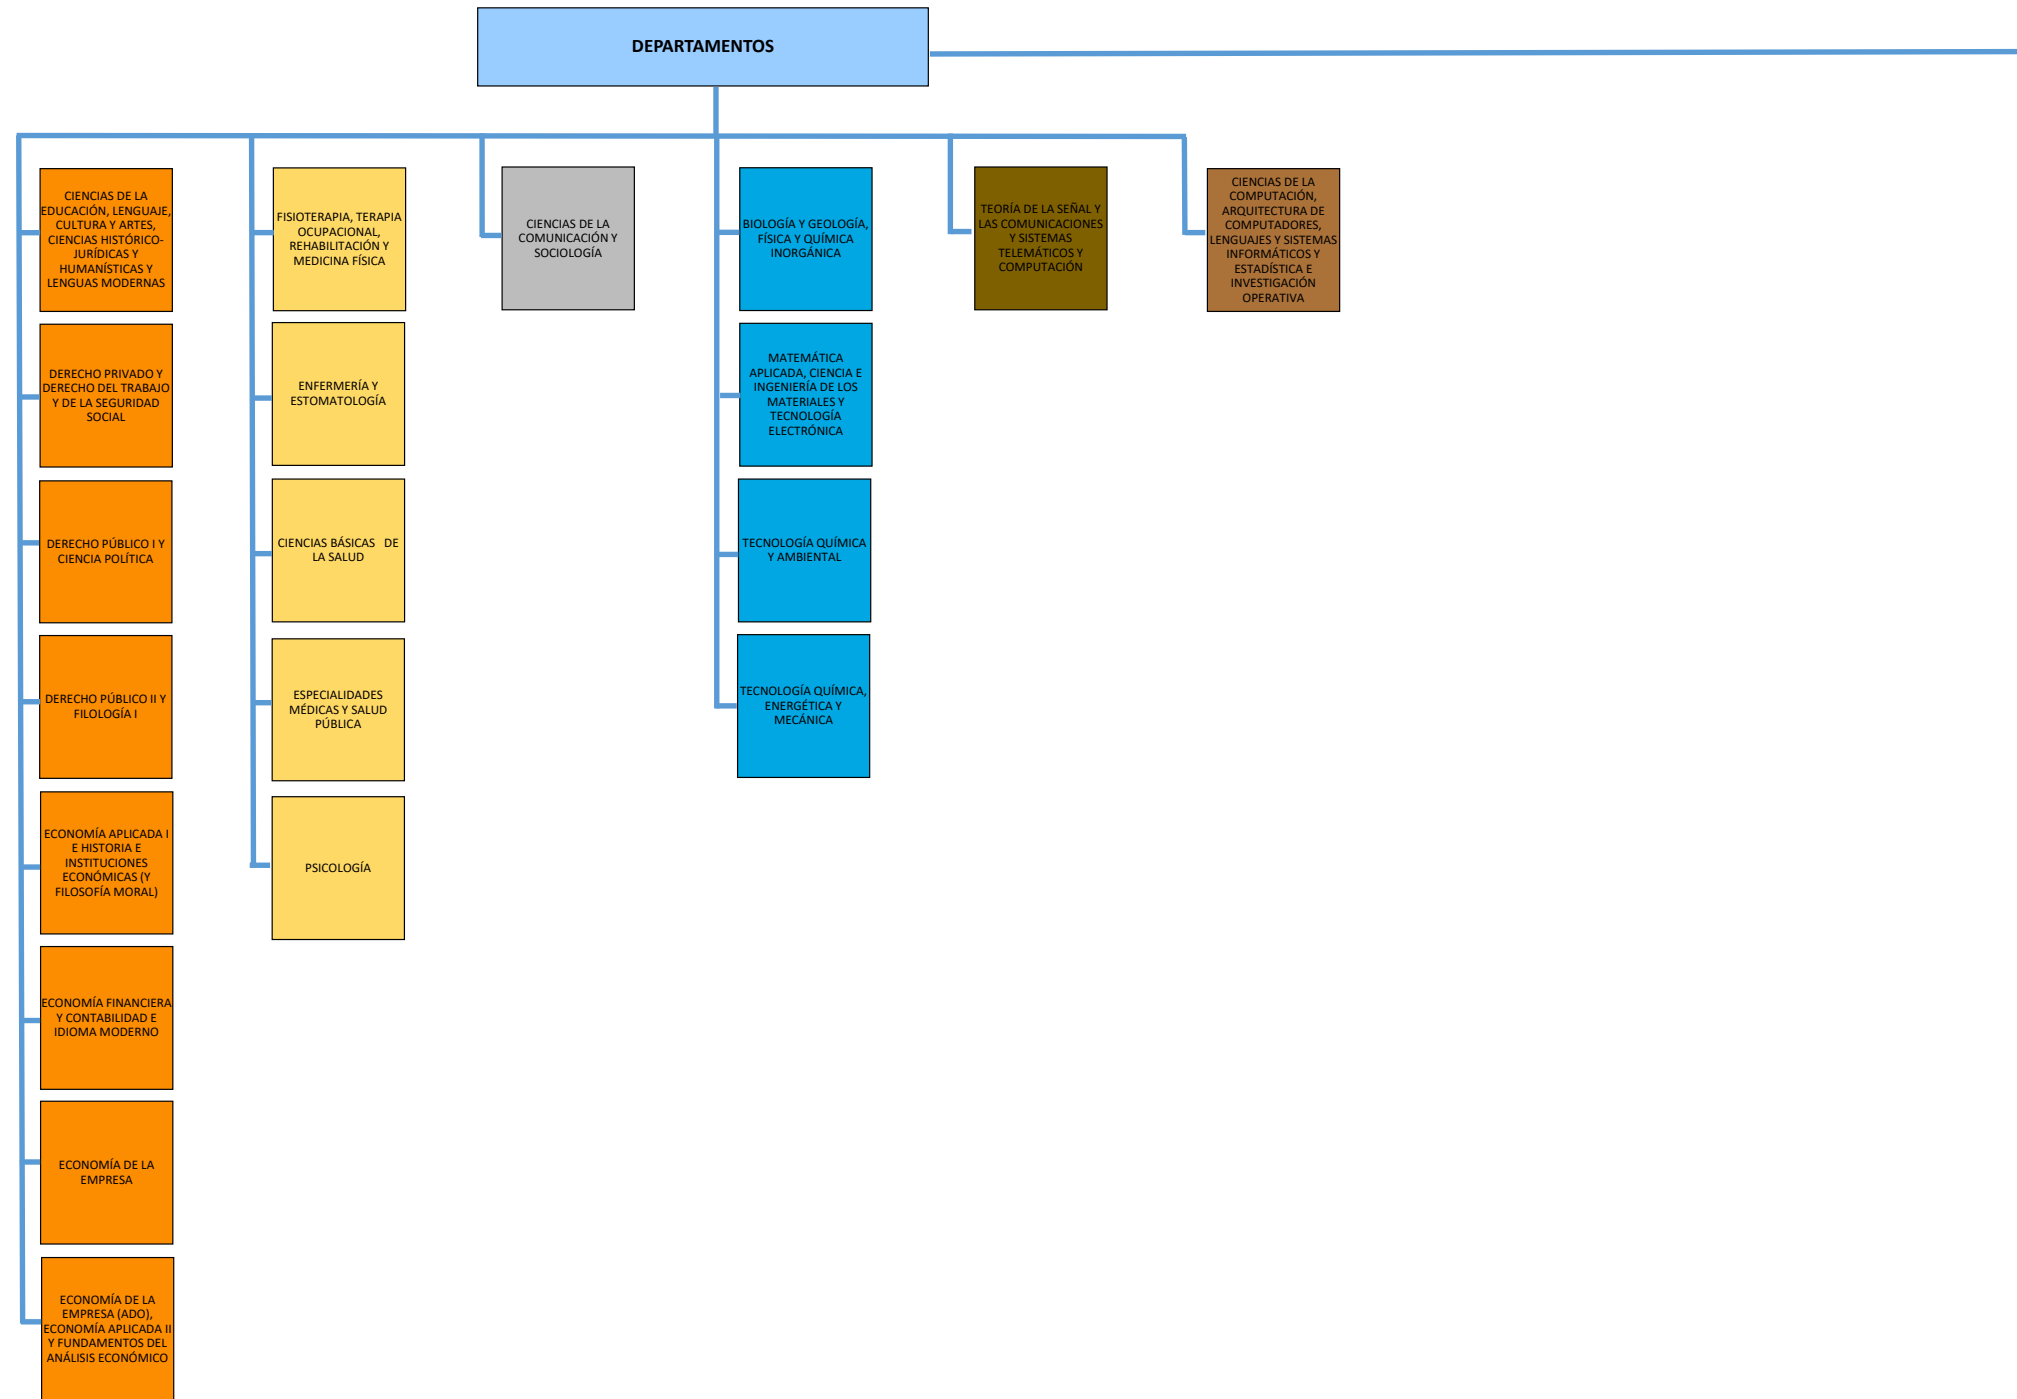 DEPARTAMENTOS
CIENCIAS DE LA
EDUCACIÓN, LENGUAJE,
CULTURA Y ARTES,
CIENCIAS HISTÓRICO-
JURÍDICAS Y
HUMANÍSTICAS Y
LENGUAS MODERNAS
DERECHO PRIVADO Y
DERECHO DEL TRABAJO
Y DE LA SEGURIDAD
SOCIAL
DERECHO PÚBLICO I Y
CIENCIA POLÍTICA
DERECHO PÚBLICO II Y
FILOLOGÍA I
ECONOMÍA APLICADA I
E HISTORIA E
INSTITUCIONES
ECONÓMICAS (Y
FILOSOFÍA MORAL)
ECONOMÍA FINANCIERA
Y CONTABILIDAD E
IDIOMA MODERNO
ECONOMÍA DE LA
EMPRESA
ECONOMÍA DE LA
EMPRESA (ADO),
ECONOMÍA APLICADA II
Y FUNDAMENTOS DEL
ANÁLISIS ECONÓMICO
FISIOTERAPIA, TERAPIA
OCUPACIONAL,
REHABILITACIÓN Y
MEDICINA FÍSICA
ENFERMERÍA Y
ESTOMATOLOGÍA
CIENCIAS BÁSICAS DE
LA SALUD
ESPECIALIDADES
MÉDICAS Y SALUD
PÚBLICA
PSICOLOGÍA
CIENCIAS DE LA
COMUNICACIÓN Y
SOCIOLOGÍA
BIOLOGÍA Y GEOLOGÍA,
FÍSICA Y QUÍMICA
INORGÁNICA
MATEMÁTICA
APLICADA, CIENCIA E
INGENIERÍA DE LOS
MATERIALES Y
TECNOLOGÍA
ELECTRÓNICA
TECNOLOGÍA QUÍMICA
Y AMBIENTAL
TECNOLOGÍA QUÍMICA,
ENERGÉTICA Y
MECÁNICA
TEORÍA DE LA SEÑAL Y
LAS COMUNICACIONES
Y SISTEMAS
TELEMÁTICOS Y
COMPUTACIÓN
CIENCIAS DE LA
COMPUTACIÓN,
ARQUITECTURA DE
COMPUTADORES,
LENGUAJES Y SISTEMAS
INFORMÁTICOS Y
ESTADÍSTICA E
INVESTIGACIÓN
OPERATIVA